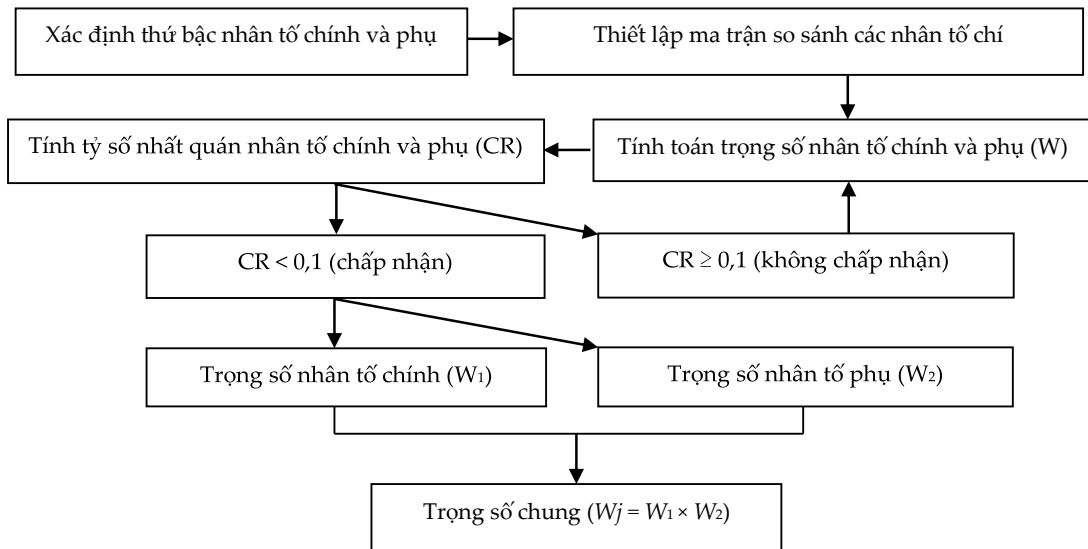 Xác định thứ bậc nhân tố chính và phụ
Thiết lập ma trận so sánh các nhân tố chí
Tính tỷ số nhất quán nhân tố chính và phụ (CR)
Tính toán trọng số nhân tố chính và phụ (W)
CR < 0,1 (chấp nhận)
CR ≥ 0,1 (không chấp nhận)
Trọng số nhân tố chính (W₁)
Trọng số nhân tố phụ (W₂)
Trọng số chung (Wj = W₁ × W₂)